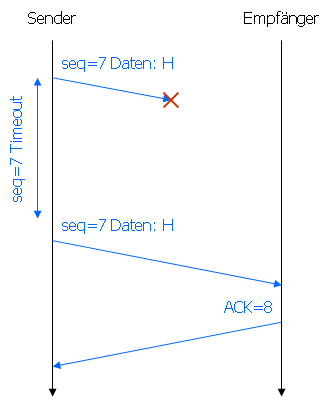 Sender
Empfänger
seq=7 Daten: H
seq=7 Timeout
seq=7 Daten: H
ACK=8